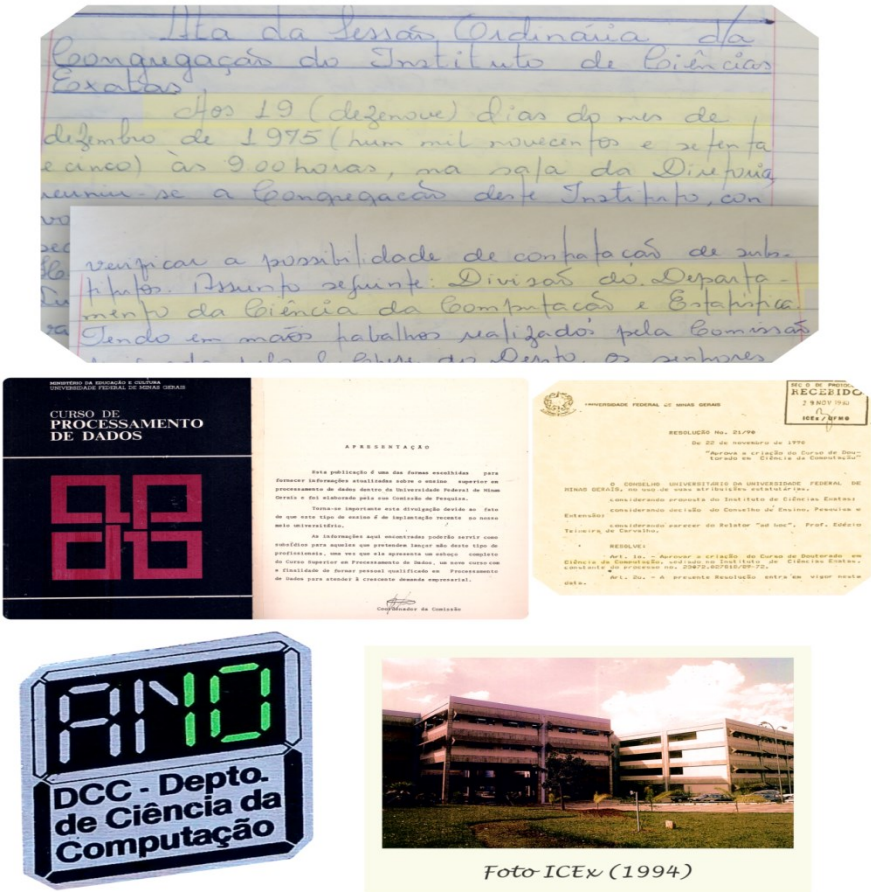 Ata da Sessão Ordinária da
Congregação do Instituto de Ciências
Exatas
Aos 19 (dezenove) dias do mes de
dezembro de 1975 (hum mil novecentos e setenta
e cinco) às 9 00 horas, na sala da Diretoria,
reuniu-se a Congregação deste Instituto, con
verificar a possibilidade de contatação de subs-
titutos. Assunto seguinte: Divisão do Departa-
mento da Ciência da Computação e Estatística.
Tendo em mãos trabalhos realizados pela Comissão
os senhores
MINISTÉRIO DA EDUCAÇÃO E CULTURA
UNIVERSIDADE FEDERAL DE MINAS GERAIS
CURSO DE
PROCESSAMENTO
DE DADOS
APRESENTAÇÃO
Esta publicação é uma das formas escolhidas para
fornecer informações atualizadas sobre o ensino superior em
processamento de dados dentro da Universidade Federal de Minas
Gerais e foi elaborado pela sua Comissão de Pesquisa.
Torna-se importante esta divulgação devido ao fato
de que este tipo de ensino é de implantação recente no nosso
meio universitário.
As informações aqui encontradas poderão servir como
subsídios para aqueles que pretendem lançar mão deste tipo de
profissionais, uma vez que ela apresenta um esboço completo
do Curso Superior em Processamento de Dados, um novo curso com
a finalidade de formar pessoal qualificado em Processamento
de Dados para atender à crescente demanda empresarial.
Coordenador da Comissão
UNIVERSIDADE FEDERAL DE MINAS GERAIS
RECEBIDO
ICEx / UFMG
RESOLUÇÃO No. 21/90
De 22 de novembro de 1990
"Aprova a criação do Curso de Dou-
torado em Ciência da Computação"
O CONSELHO UNIVERSITÁRIO DA UNIVERSIDADE FEDERAL DE
MINAS GERAIS, no uso de suas atribuições estatutárias,
considerando proposta do Instituto de Ciências Exatas
considerando decisão do Conselho de Ensino, Pesquisa e
Extensão;
considerando parecer do Relator "ad hoc", Prof. Edésio
Teixeira de Carvalho,
RESOLVE:
Art. 1o. - Aprovar a criação do Curso de Doutorado em
Ciência da Computação, sediado no Instituto de Ciências Exatas,
constante do processo no.
Art. 2o. - A presente Resolução entra em vigor nesta
data.
ANO 10
DCC - Depto.
de Ciência da
Computação
Foto ICEx (1994)